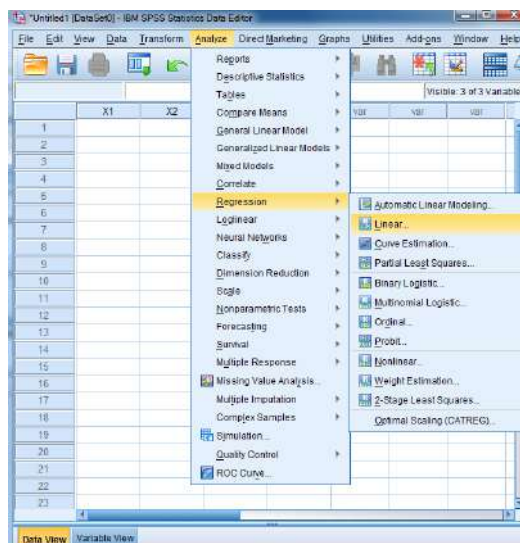 *Untitled1 [DataSet0] - IBM SPSS Statistics Data Editor
File Edit View Data Transform Analyze Direct Marketing Graphs Utilities Add-ons Window Help
Visible: 3 of 3 Variable
X1 X2 var var var
Reports
Descriptive Statistics
Tables
Compare Means
General Linear Model
Generalized Linear Models
Mixed Models
Correlate
Regression
Loglinear
Neural Networks
Classify
Dimension Reduction
Scale
Nonparametric Tests
Forecasting
Survival
Multiple Response
Missing Value Analysis...
Multiple Imputation
Complex Samples
Simulation...
Quality Control
ROC Curve...
Automatic Linear Modeling...
Linear...
Curve Estimation...
Partial Least Squares...
Binary Logistic...
Multinomial Logistic...
Ordinal...
Probit...
Nonlinear...
Weight Estimation...
2-Stage Least Squares...
Optimal Scaling (CATREG)...
1
2
3
4
5
6
7
8
9
10
11
12
13
14
15
16
17
18
19
20
21
22
23
Data View Variable View